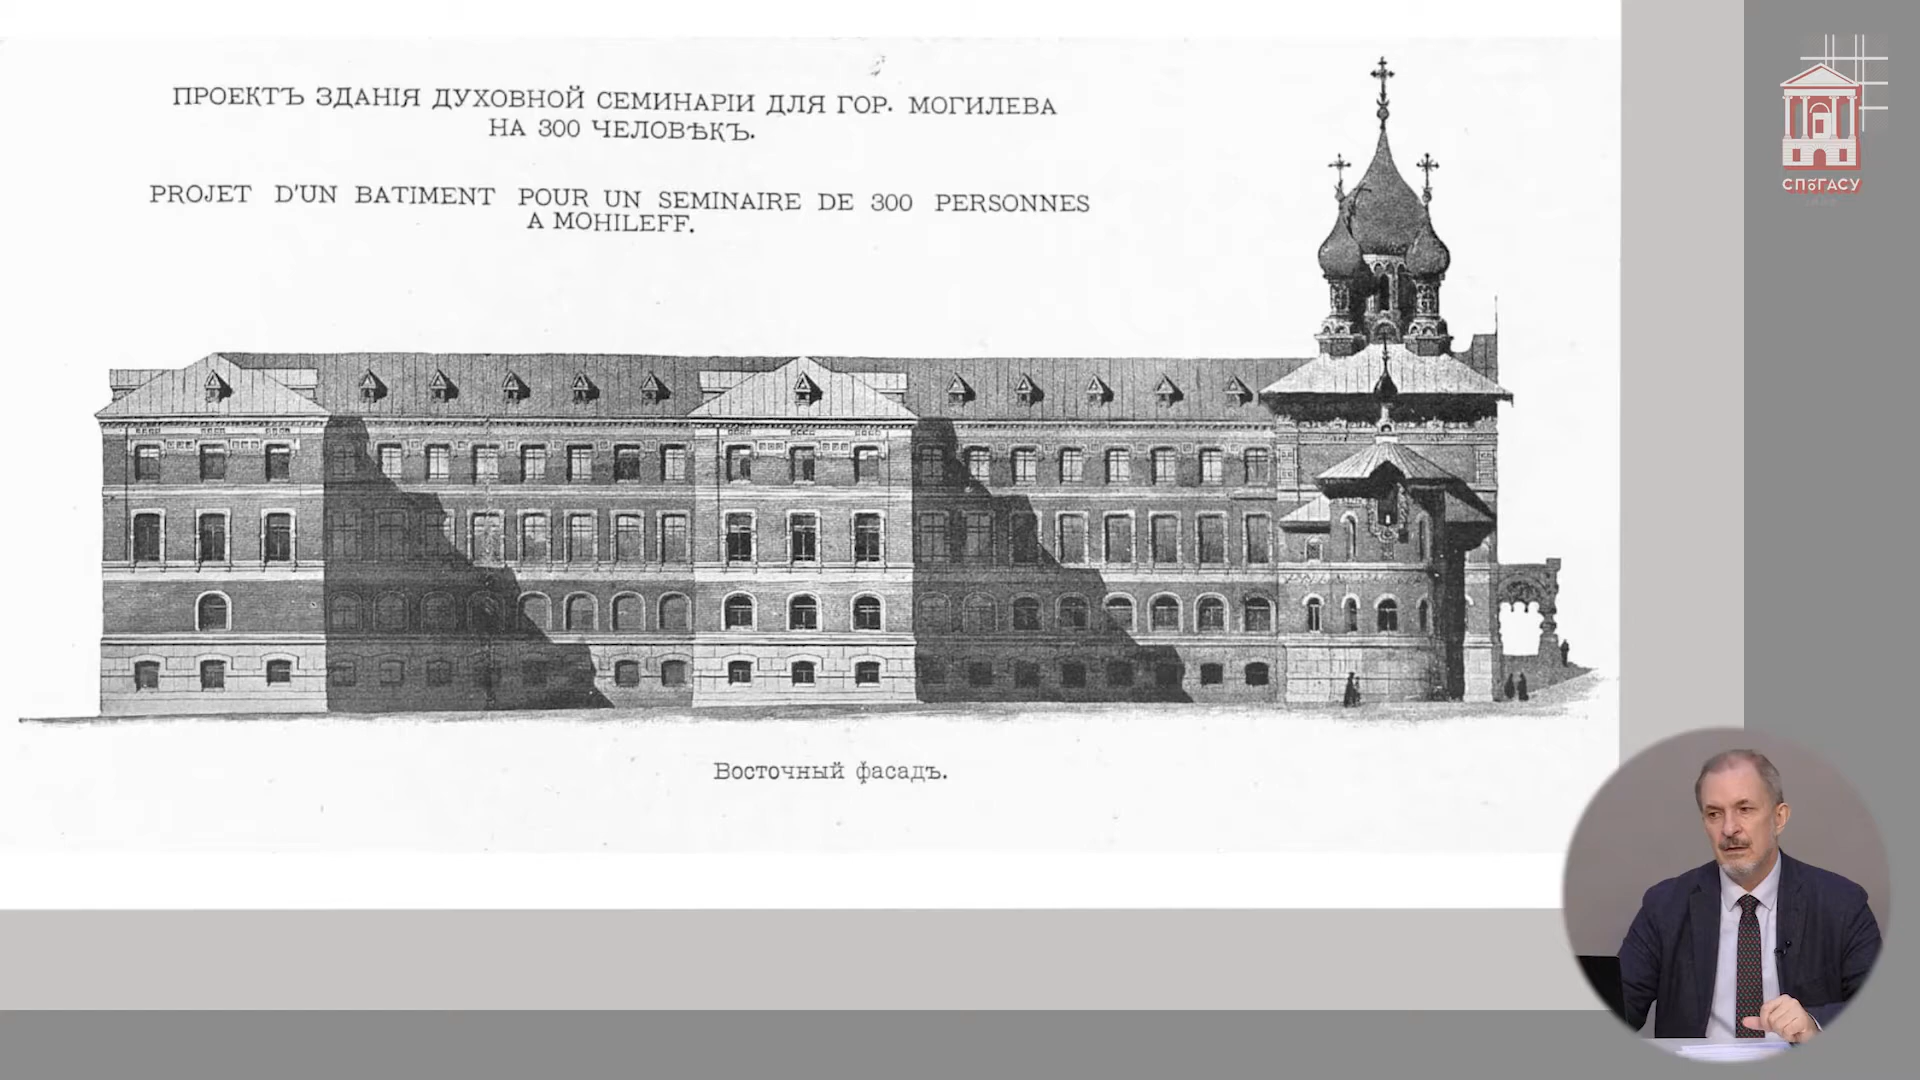 ПРОЕКТЪ ЗДАНІЯ ДУХОВНОЙ СЕМИНАРІИ ДЛЯ ГОР. МОГИЛЕВА
НА 300 ЧЕЛОВѢКЪ.
PROJET D'UN BATIMENT POUR UN SEMINAIRE DE 300 PERSONNES
A MOHILEFF.
Восточный фасадъ.
СПбГАСУ